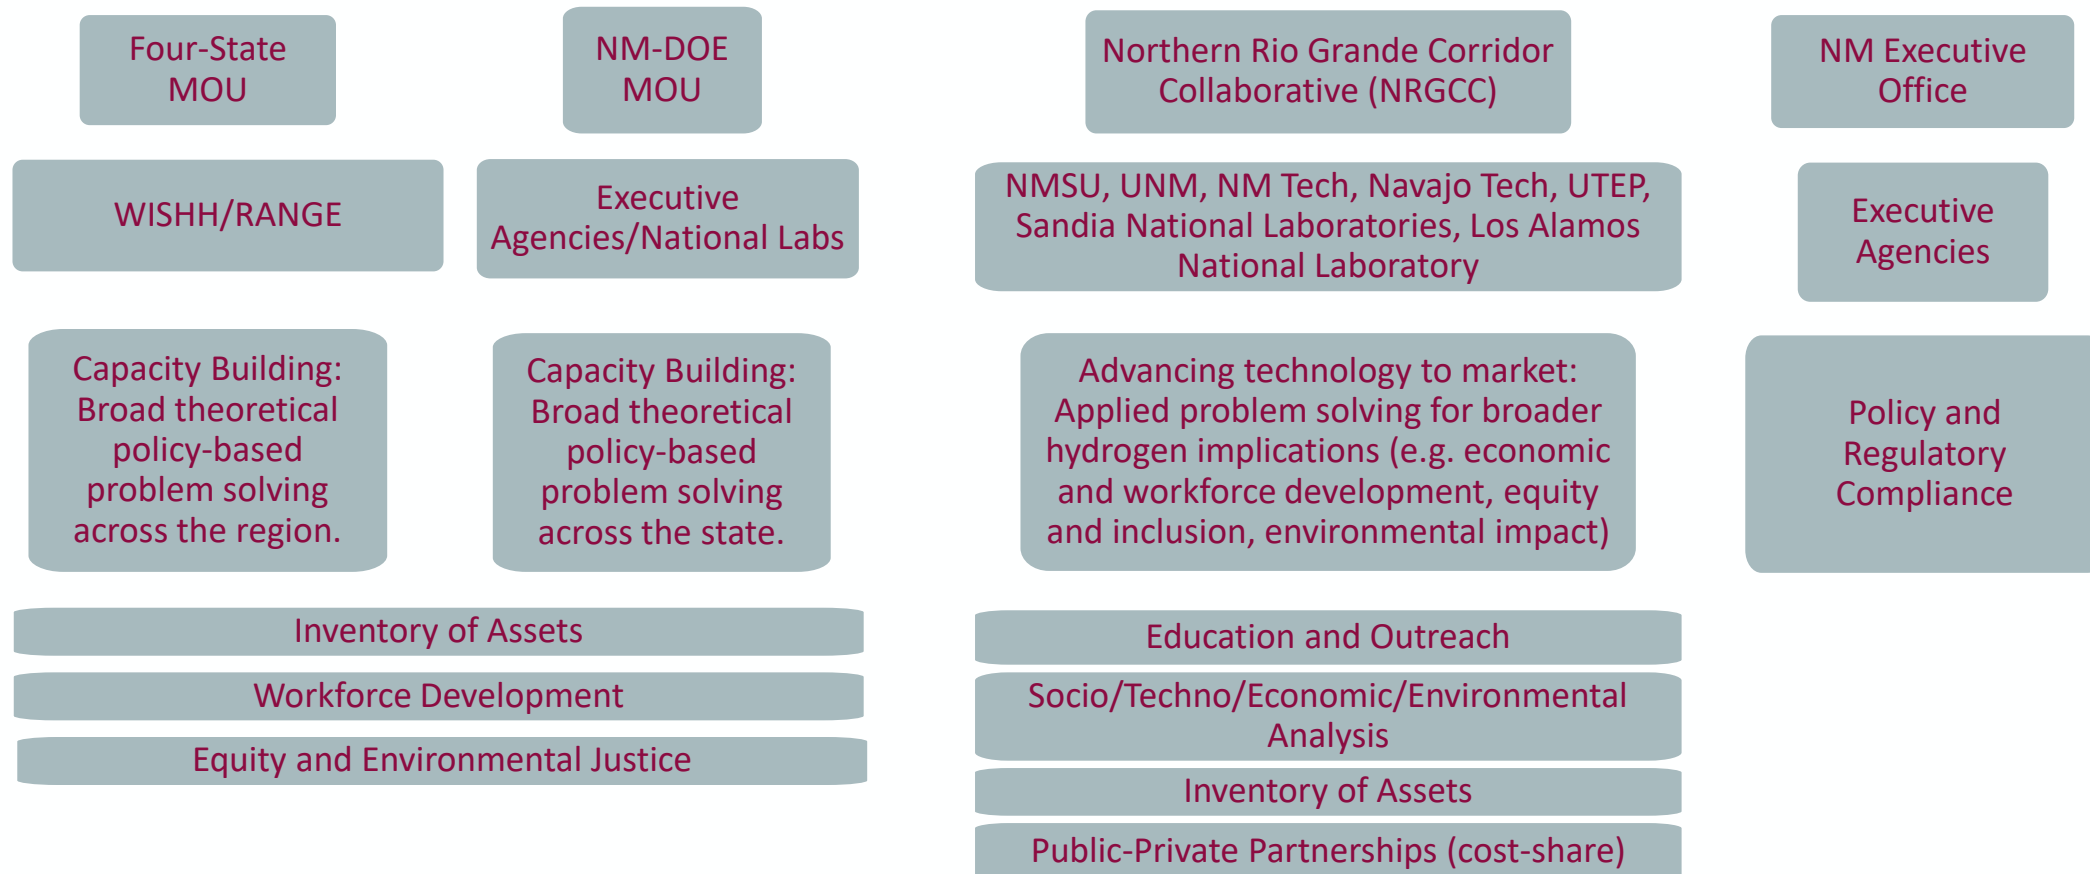 Four-State
MOU
NM-DOE
MOU
Northern Rio Grande Corridor
Collaborative (NRGCC)
NM Executive
Office
WISHH/RANGE
Executive
Agencies/National Labs
NMSU, UNM, NM Tech, Navajo Tech, UTEP,
Sandia National Laboratories, Los Alamos
National Laboratory
Executive
Agencies
Capacity Building:
Broad theoretical
policy-based
problem solving
across the region.
Capacity Building:
Broad theoretical
policy-based
problem solving
across the state.
Advancing technology to market:
Applied problem solving for broader
hydrogen implications (e.g. economic
and workforce development, equity
and inclusion, environmental impact)
Policy and
Regulatory
Compliance
Inventory of Assets
Workforce Development
Equity and Environmental Justice
Education and Outreach
Socio/Techno/Economic/Environmental
Analysis
Inventory of Assets
Public-Private Partnerships (cost-share)